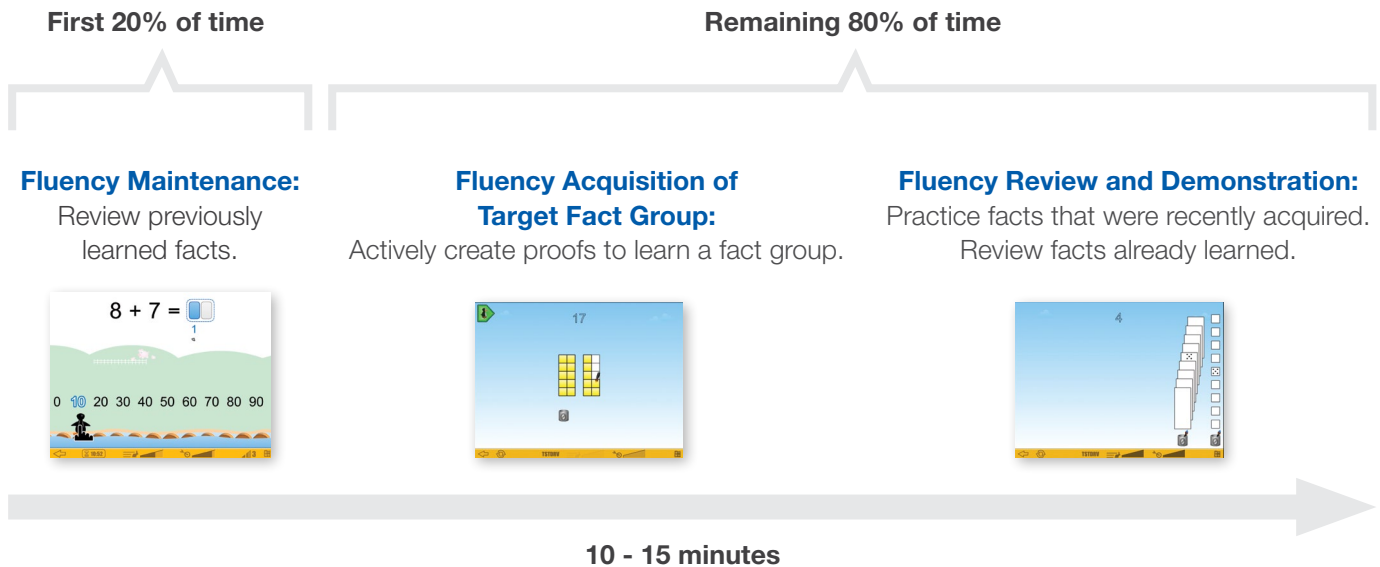 First 20% of time
Remaining 80% of time
Fluency Maintenance:
Review previously
learned facts.
Fluency Acquisition of
Target Fact Group:
Actively create proofs to learn a fact group.
Fluency Review and Demonstration:
Practice facts that were recently acquired.
Review facts already learned.
8 + 7 =
1
0 10 20 30 40 50 60 70 80 90
3
17
4
10 - 15 minutes